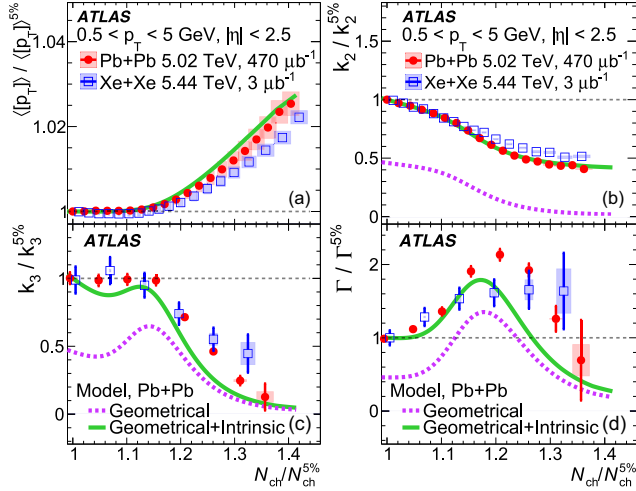 ATLAS
0.5 < p_T < 5 GeV, |η| < 2.5
Pb+Pb 5.02 TeV, 470 μb⁻¹
Xe+Xe 5.44 TeV, 3 μb⁻¹
⟨[p_T]⟩ / ⟨[p_T]⟩^5%
1.04
1.02
1
(a)
ATLAS
0.5 < p_T < 5 GeV, |η| < 2.5
Pb+Pb 5.02 TeV, 470 μb⁻¹
Xe+Xe 5.44 TeV, 3 μb⁻¹
k_2 / k_2^5%
1.5
1.0
0.5
0
(b)
ATLAS
k_3 / k_3^5%
1
0.5
0
Model, Pb+Pb
Geometrical
Geometrical+Intrinsic
(c)
1 1.1 1.2 1.3 1.4
N_ch/N_ch^5%
ATLAS
Γ / Γ^5%
2
1
0
Model, Pb+Pb
Geometrical
Geometrical+Intrinsic
(d)
1 1.1 1.2 1.3 1.4
N_ch/N_ch^5%